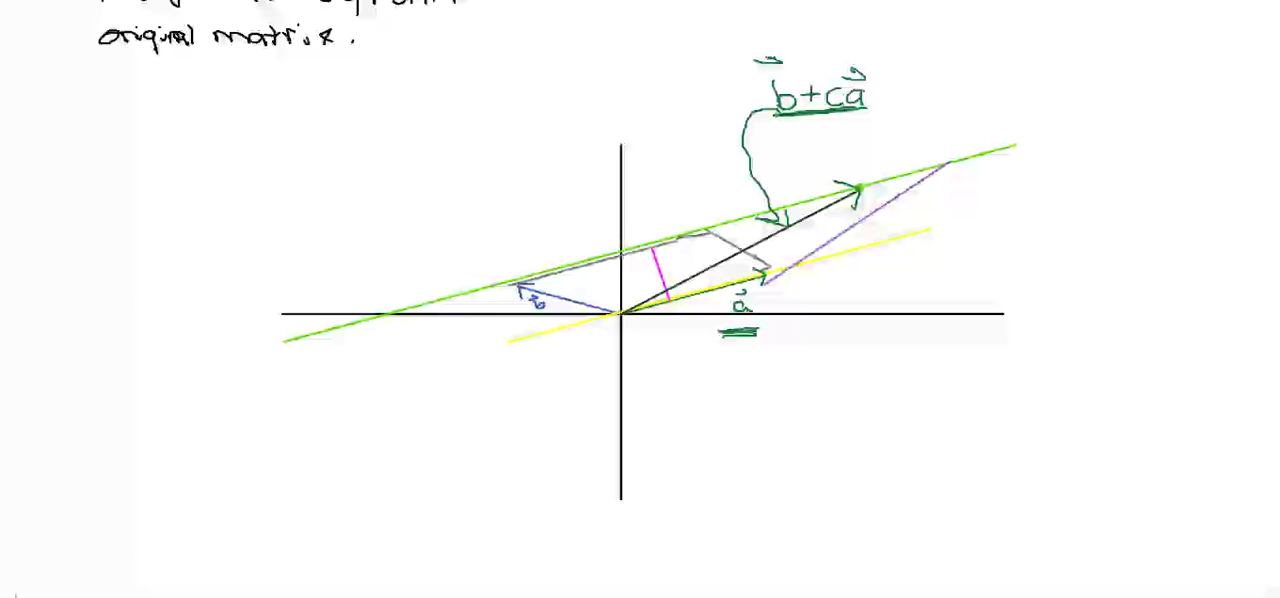 original matrix.
b⃗+ca⃗
b⃗
a⃗